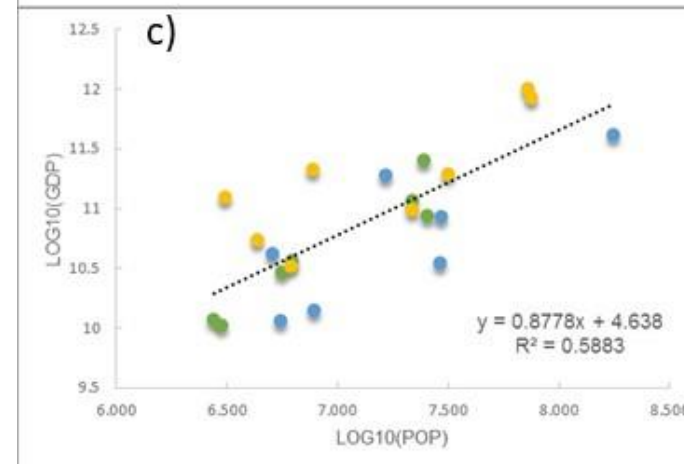 c)
12.5
12
11.5
11
10.5
10
9.5
LOG10(GDP)
y = 0.8778x + 4.638
R² = 0.5883
6.000 6.500 7.000 7.500 8.000 8.500
LOG10(POP)